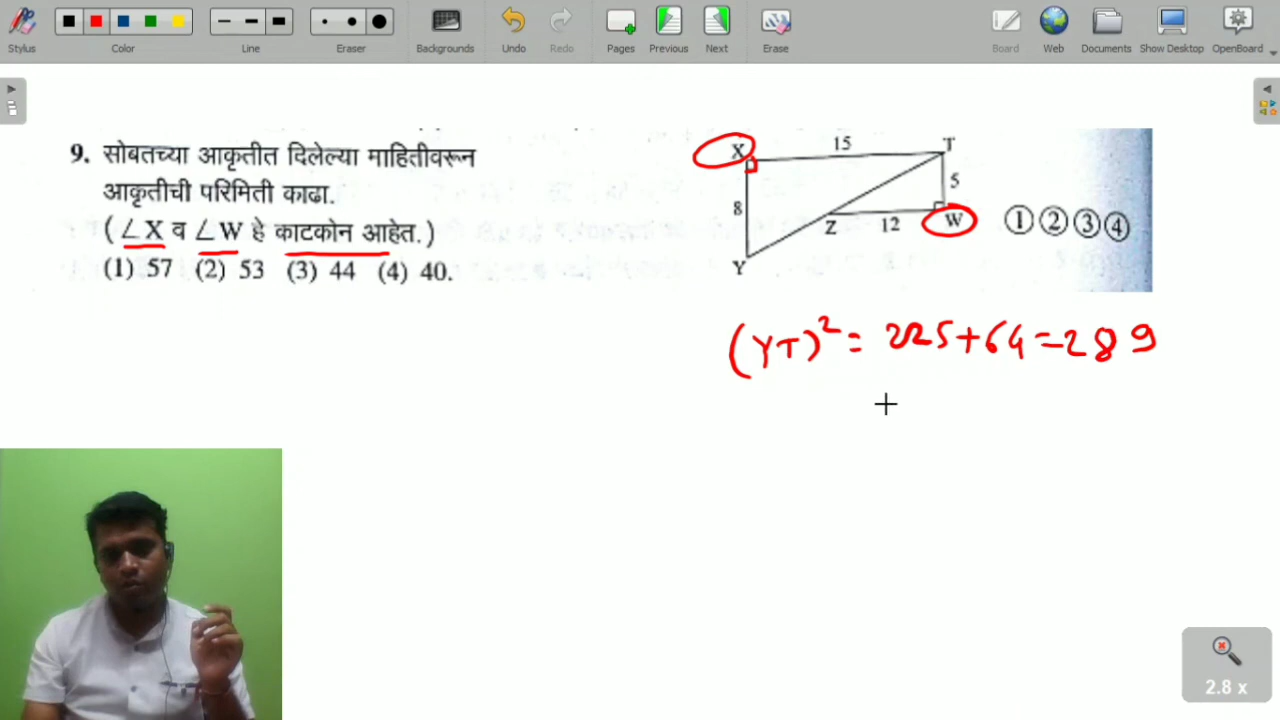 Stylus Color Line Eraser Backgrounds Undo Redo Pages Previous Next Erase Board Web Documents Show Desktop OpenBoard
9. सोबतच्या आकृतीत दिलेल्या माहितीवरून
आकृतीची परिमिती काढा.
(∠X व ∠W हे काटकोन आहेत.)
(1) 57 (2) 53 (3) 44 (4) 40.
X 15 T
8 5
Z 12 W
Y
① ② ③ ④
(YT)² = 225+64=289
2.8 x